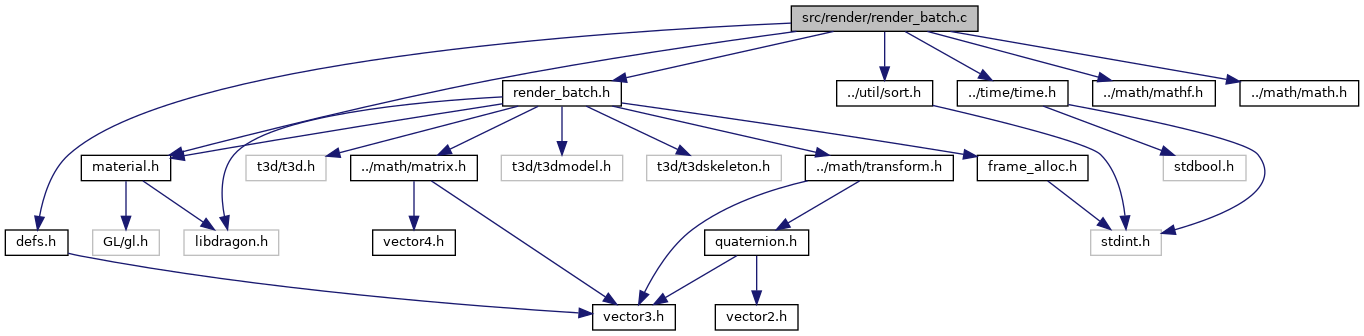 src/render/render_batch.c
render_batch.h
../util/sort.h
../time/time.h
../math/mathf.h
../math/math.h
material.h
t3d/t3d.h
../math/matrix.h
t3d/t3dmodel.h
t3d/t3dskeleton.h
../math/transform.h
frame_alloc.h
stdbool.h
defs.h
GL/gl.h
libdragon.h
vector4.h
quaternion.h
stdint.h
vector3.h
vector2.h